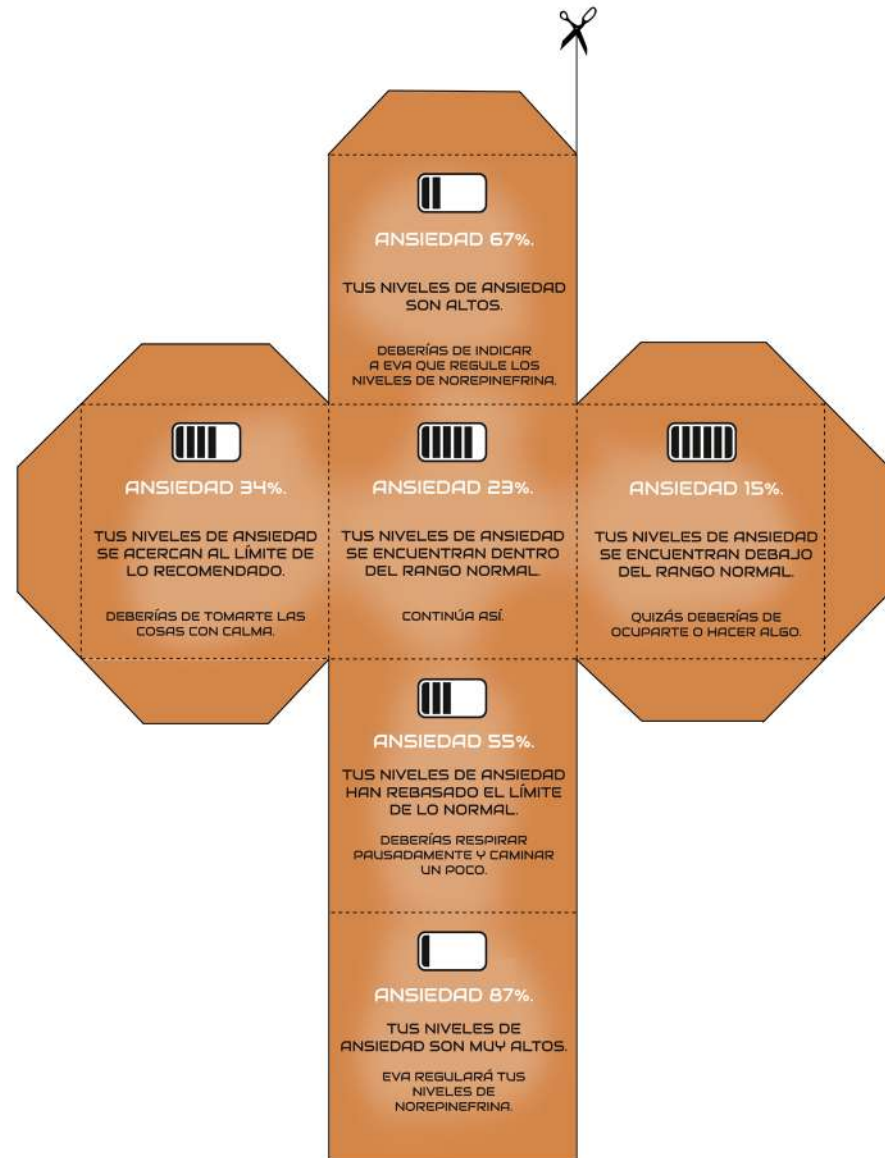 ANSIEDAD 67%.
TUS NIVELES DE ANSIEDAD
SON ALTOS.
DEBERÍAS DE INDICAR
A EVA QUE REGULE LOS
NIVELES DE NOREPINEFRINA.
ANSIEDAD 34%.
TUS NIVELES DE ANSIEDAD
SE ACERCAN AL LÍMITE DE
LO RECOMENDADO.
DEBERÍAS DE TOMARTE LAS
COSAS CON CALMA.
ANSIEDAD 23%.
TUS NIVELES DE ANSIEDAD
SE ENCUENTRAN DENTRO
DEL RANGO NORMAL.
CONTINÚA ASÍ.
ANSIEDAD 15%.
TUS NIVELES DE ANSIEDAD
SE ENCUENTRAN DEBAJO
DEL RANGO NORMAL.
QUIZÁS DEBERÍAS DE
OCUPARTE O HACER ALGO.
ANSIEDAD 55%.
TUS NIVELES DE ANSIEDAD
HAN REBASADO EL LÍMITE
DE LO NORMAL.
DEBERÍAS RESPIRAR
PAUSADAMENTE Y CAMINAR
UN POCO.
ANSIEDAD 87%.
TUS NIVELES DE
ANSIEDAD SON MUY ALTOS.
EVA REGULARÁ TUS
NIVELES DE
NOREPINEFRINA.